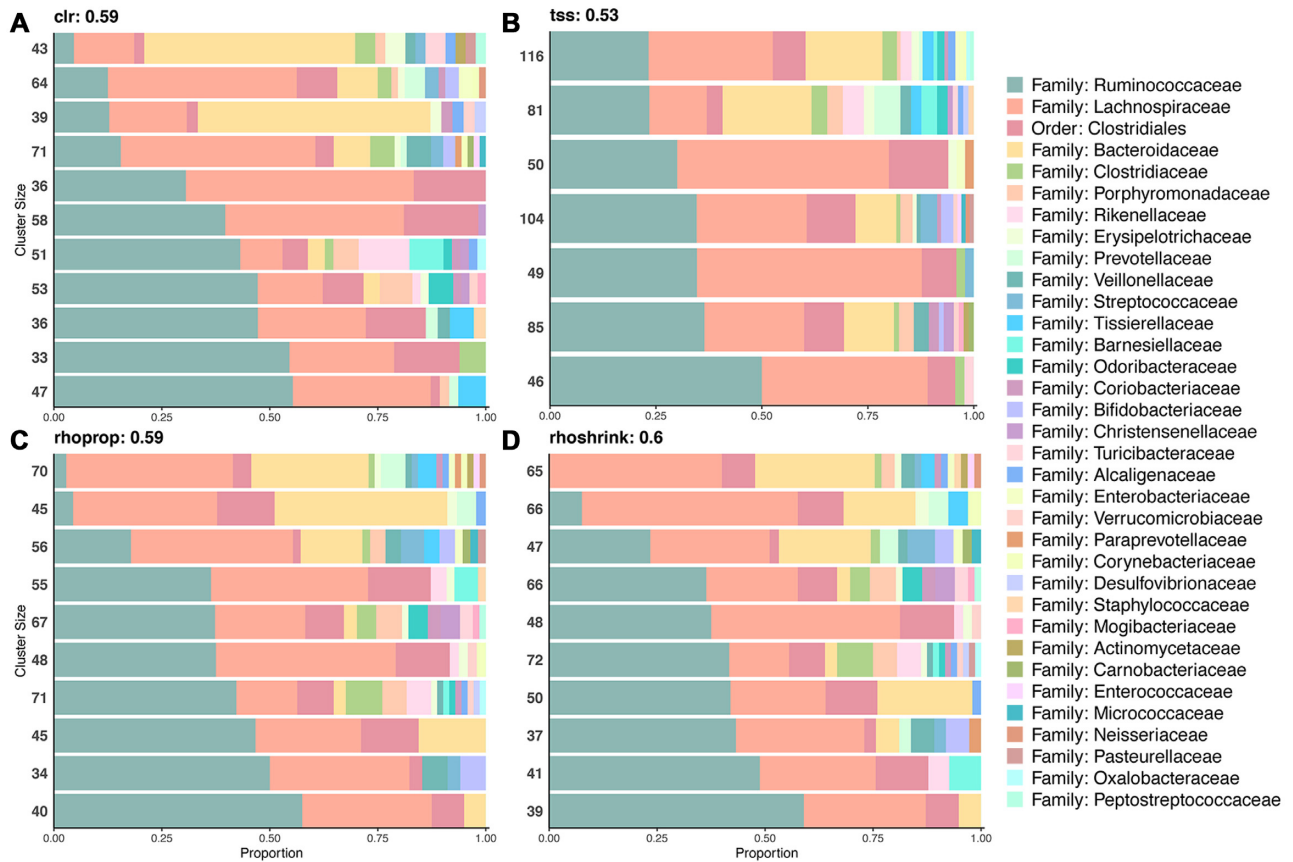 A
clr: 0.59
43
64
39
71
36
58
51
53
36
33
47
Cluster Size
0.00 0.25 0.50 0.75 1.00
B
tss: 0.53
116
81
50
104
49
85
46
0.00 0.25 0.50 0.75 1.00
C
rhoprop: 0.59
70
45
56
55
67
48
71
45
34
40
Cluster Size
0.00 0.25 0.50 0.75 1.00
Proportion
D
rhoshrink: 0.6
65
66
47
66
48
72
50
37
41
39
0.00 0.25 0.50 0.75 1.00
Proportion
Family: Ruminococcaceae
Family: Lachnospiraceae
Order: Clostridiales
Family: Bacteroidaceae
Family: Clostridiaceae
Family: Porphyromonadaceae
Family: Rikenellaceae
Family: Erysipelotrichaceae
Family: Prevotellaceae
Family: Veillonellaceae
Family: Streptococcaceae
Family: Tissierellaceae
Family: Barnesiellaceae
Family: Odoribacteraceae
Family: Coriobacteriaceae
Family: Bifidobacteriaceae
Family: Christensenellaceae
Family: Turicibacteraceae
Family: Alcaligenaceae
Family: Enterobacteriaceae
Family: Verrucomicrobiaceae
Family: Paraprevotellaceae
Family: Corynebacteriaceae
Family: Desulfovibrionaceae
Family: Staphylococcaceae
Family: Mogibacteriaceae
Family: Actinomycetaceae
Family: Carnobacteriaceae
Family: Enterococcaceae
Family: Micrococcaceae
Family: Neisseriaceae
Family: Pasteurellaceae
Family: Oxalobacteraceae
Family: Peptostreptococcaceae